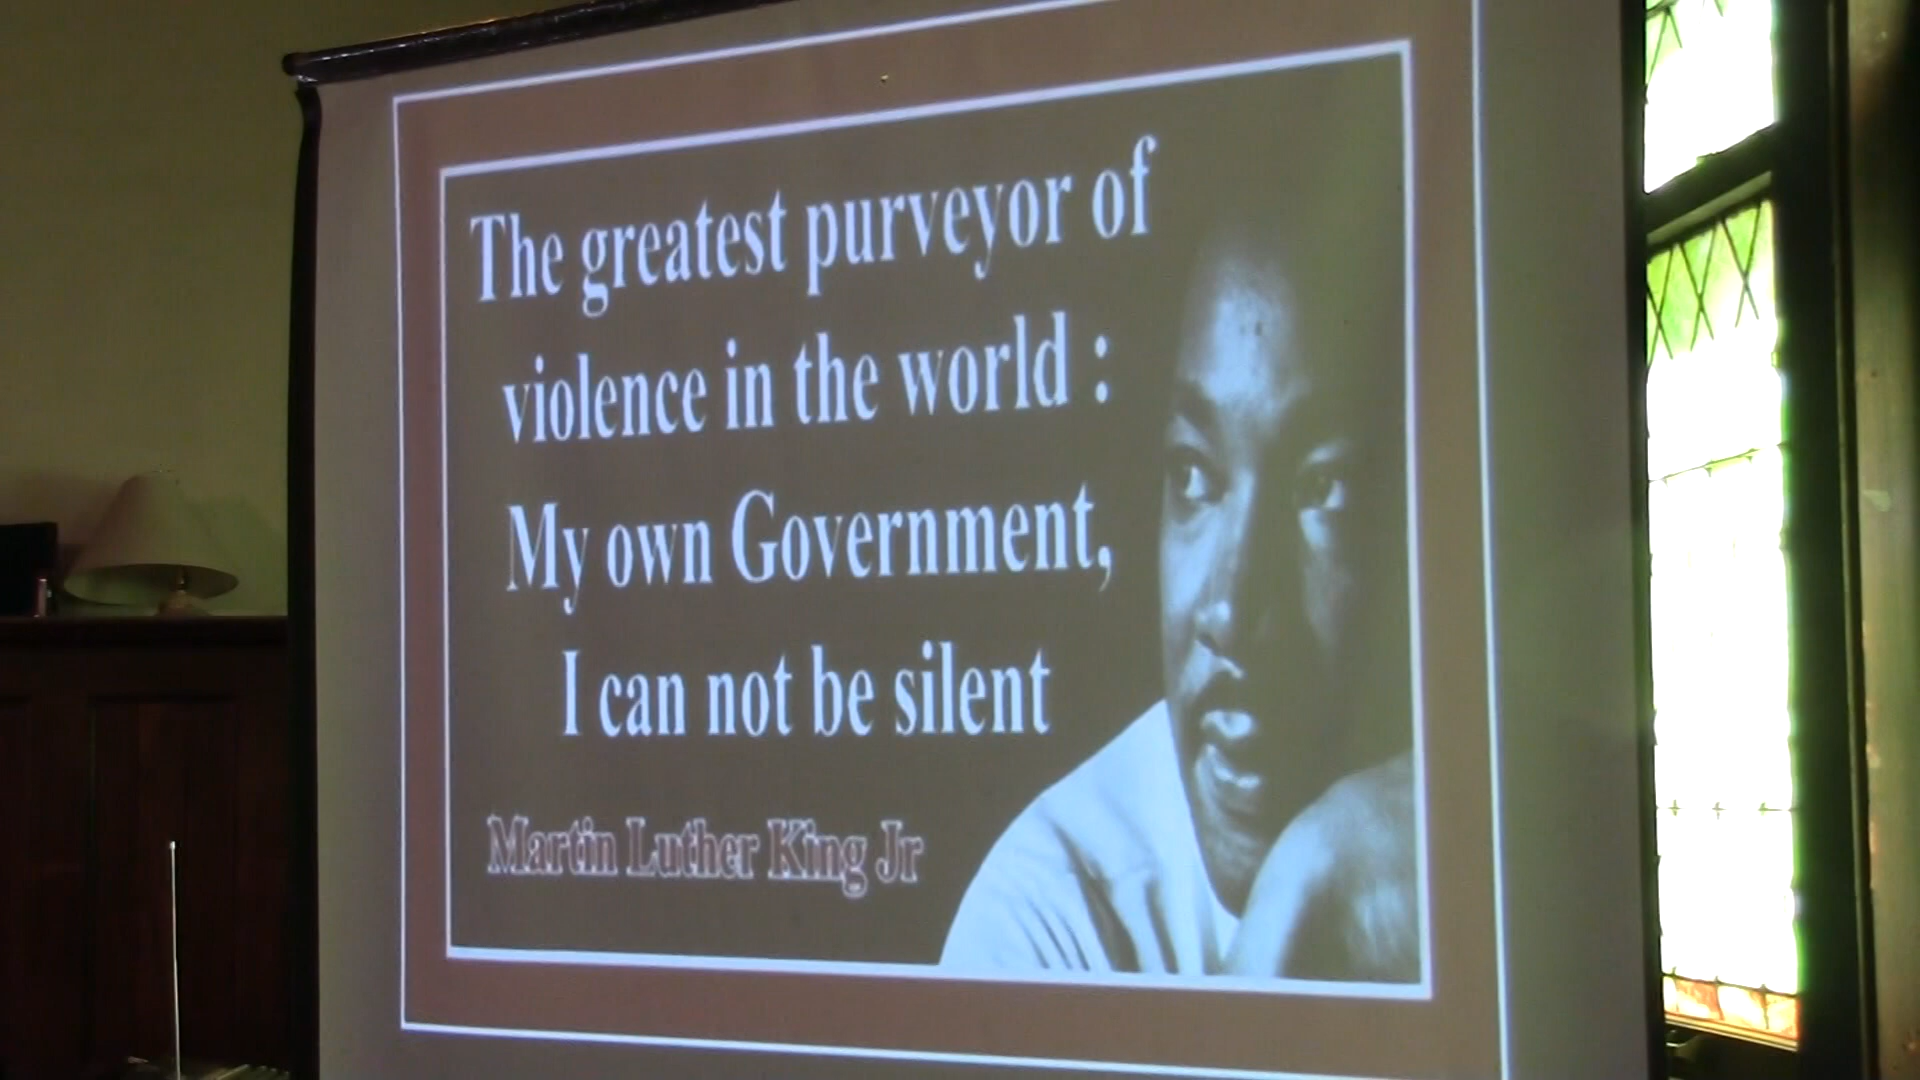 The greatest purveyor of
violence in the world :
My own Government,
I can not be silent
Martin Luther King Jr